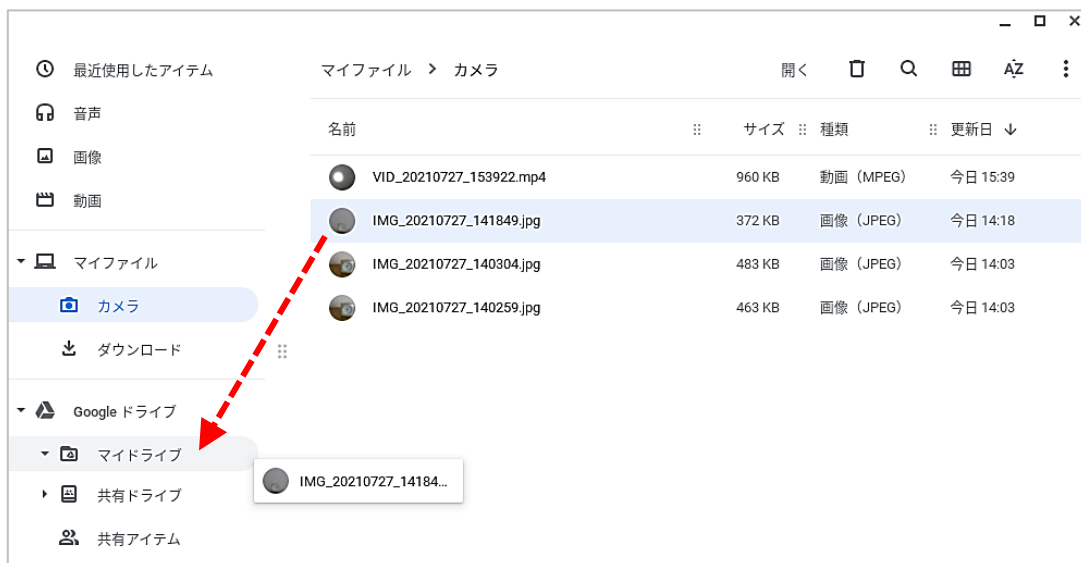 最近使用したアイテム
音声
画像
動画
マイファイル
カメラ
ダウンロード
Google ドライブ
マイドライブ
共有ドライブ
共有アイテム
マイファイル > カメラ 開く AZ
名前 サイズ 種類 更新日
VID_20210727_153922.mp4 960 KB 動画（MPEG） 今日 15:39
IMG_20210727_141849.jpg 372 KB 画像（JPEG） 今日 14:18
IMG_20210727_140304.jpg 483 KB 画像（JPEG） 今日 14:03
IMG_20210727_140259.jpg 463 KB 画像（JPEG） 今日 14:03
IMG_20210727_14184...